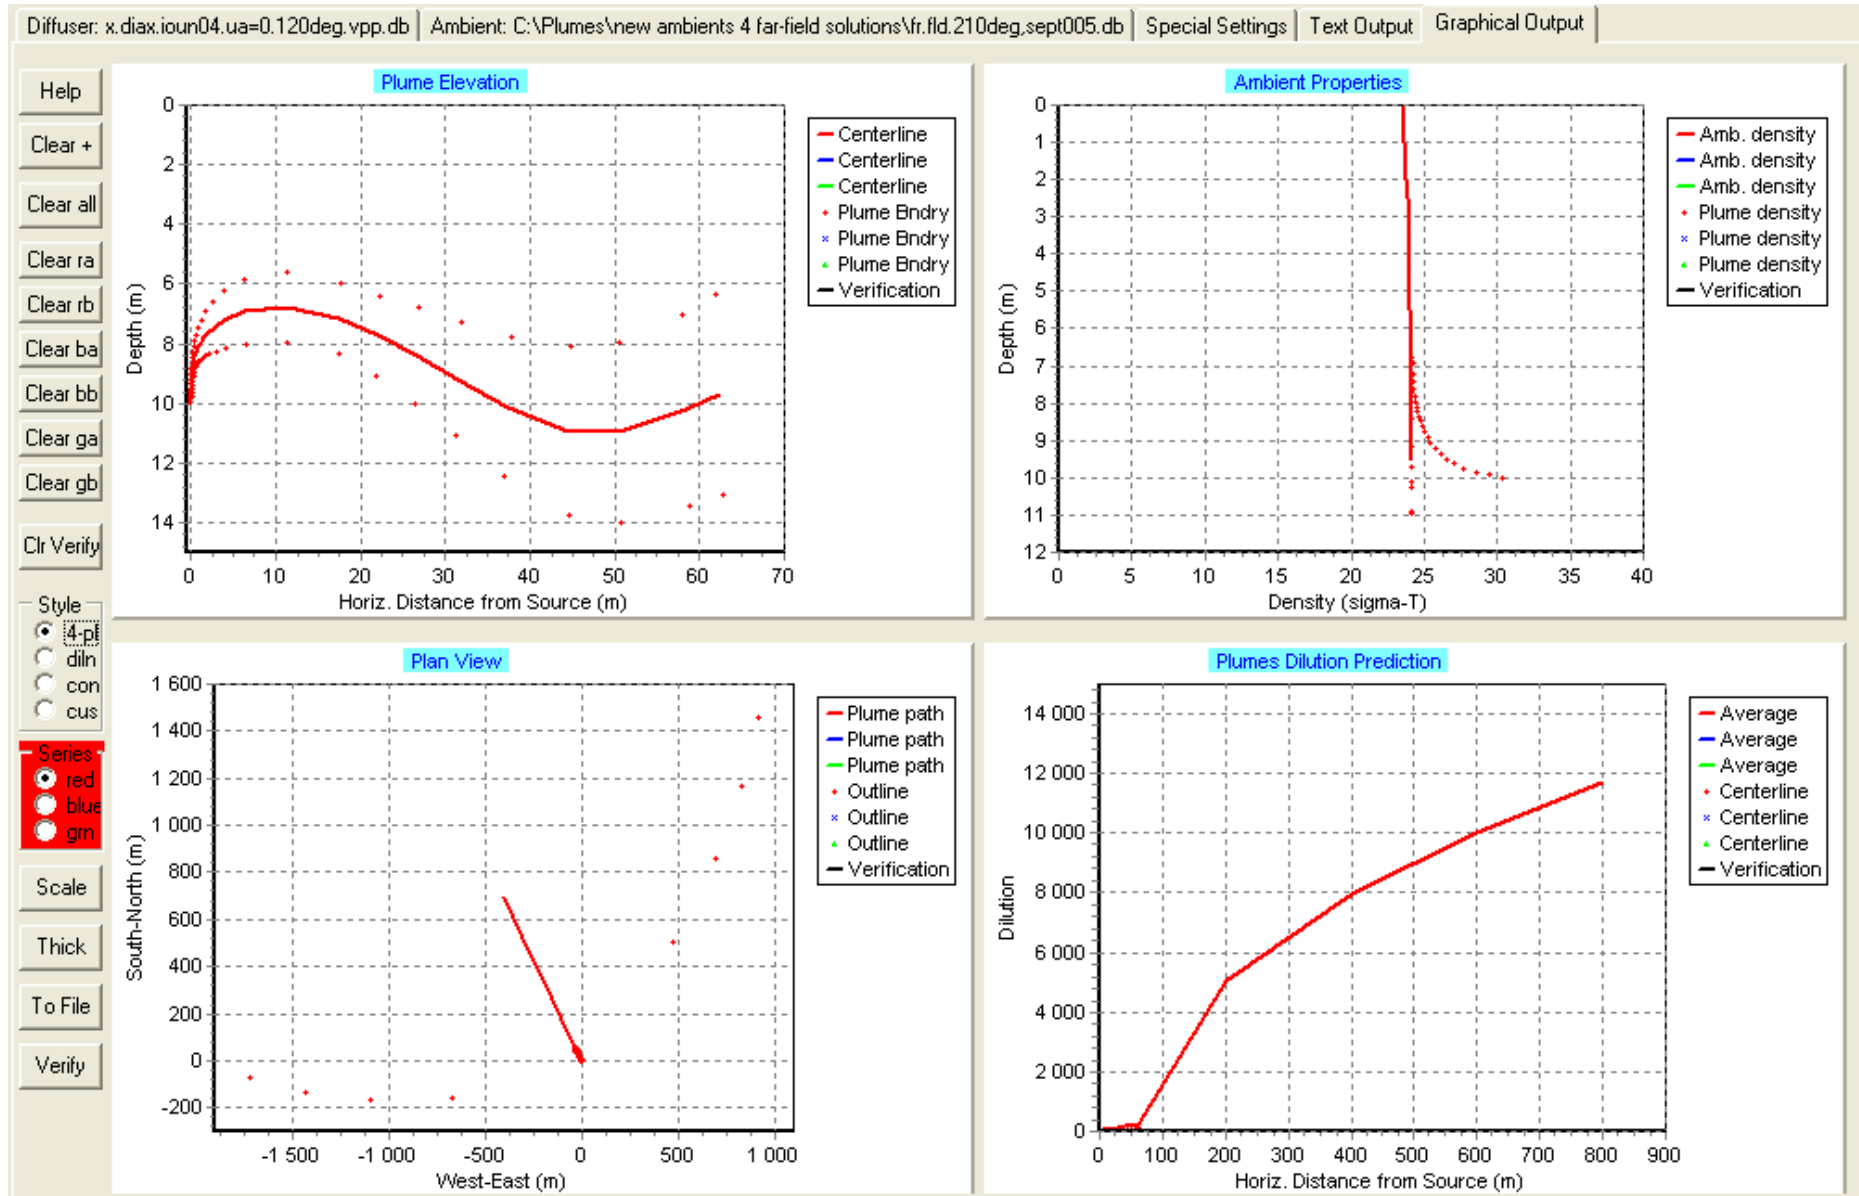 Diffuser: x.diax.ioun04.ua=0.120deg.vpp.db
Ambient: C:\Plumes\new ambients 4 far-field solutions\fr.fld.210deg,sept005.db
Special Settings
Text Output
Graphical Output
Help
Clear +
Clear all
Clear ra
Clear rb
Clear ba
Clear bb
Clear ga
Clear gb
Clr Verify
Style
4-pl
diln
con
cus
Series
red
blue
grn
Scale
Thick
To File
Verify
Plume Elevation
0
2
4
6
8
10
12
14
Depth (m)
0 10 20 30 40 50 60 70
Horiz. Distance from Source (m)
Centerline
Centerline
Centerline
Plume Bndry
Plume Bndry
Plume Bndry
Verification
Ambient Properties
0
1
2
3
4
5
6
7
8
9
10
11
12
Depth (m)
0 5 10 15 20 25 30 35 40
Density (sigma-T)
Amb. density
Amb. density
Amb. density
Plume density
Plume density
Plume density
Verification
Plan View
1 600
1 400
1 200
1 000
800
600
400
200
0
-200
South-North (m)
-1 500 -1 000 -500 0 500 1 000
West-East (m)
Plume path
Plume path
Plume path
Outline
Outline
Outline
Verification
Plumes Dilution Prediction
14 000
12 000
10 000
8 000
6 000
4 000
2 000
0
Dilution
0 100 200 300 400 500 600 700 800 900
Horiz. Distance from Source (m)
Average
Average
Average
Centerline
Centerline
Centerline
Verification